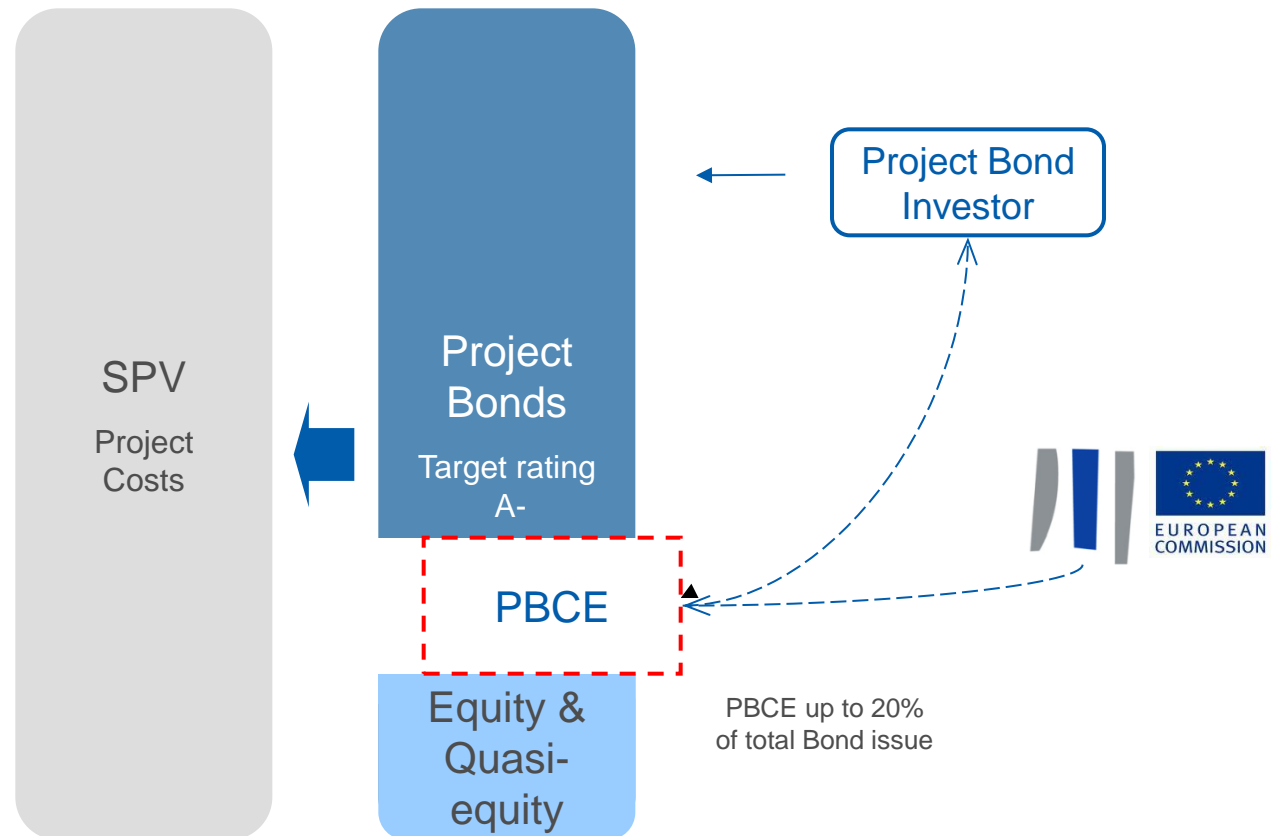 SPV
Project
Costs
Project
Bonds
Target rating
A-
PBCE
Equity &
Quasi-
equity
Project Bond
Investor
EUROPEAN
COMMISSION
PBCE up to 20%
of total Bond issue